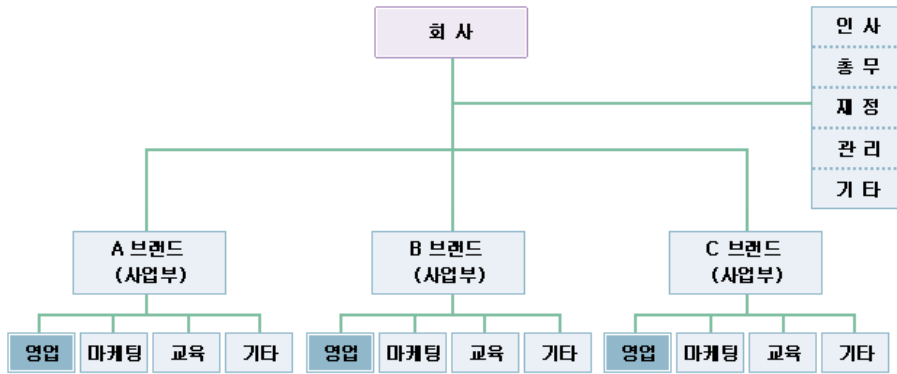 회 사
인 사
총 무
재 정
관 리
기 타
A 브랜드
(사업부)
B 브랜드
(사업부)
C 브랜드
(사업부)
영업 마케팅 교육 기타 영업 마케팅 교육 기타 영업 마케팅 교육 기타